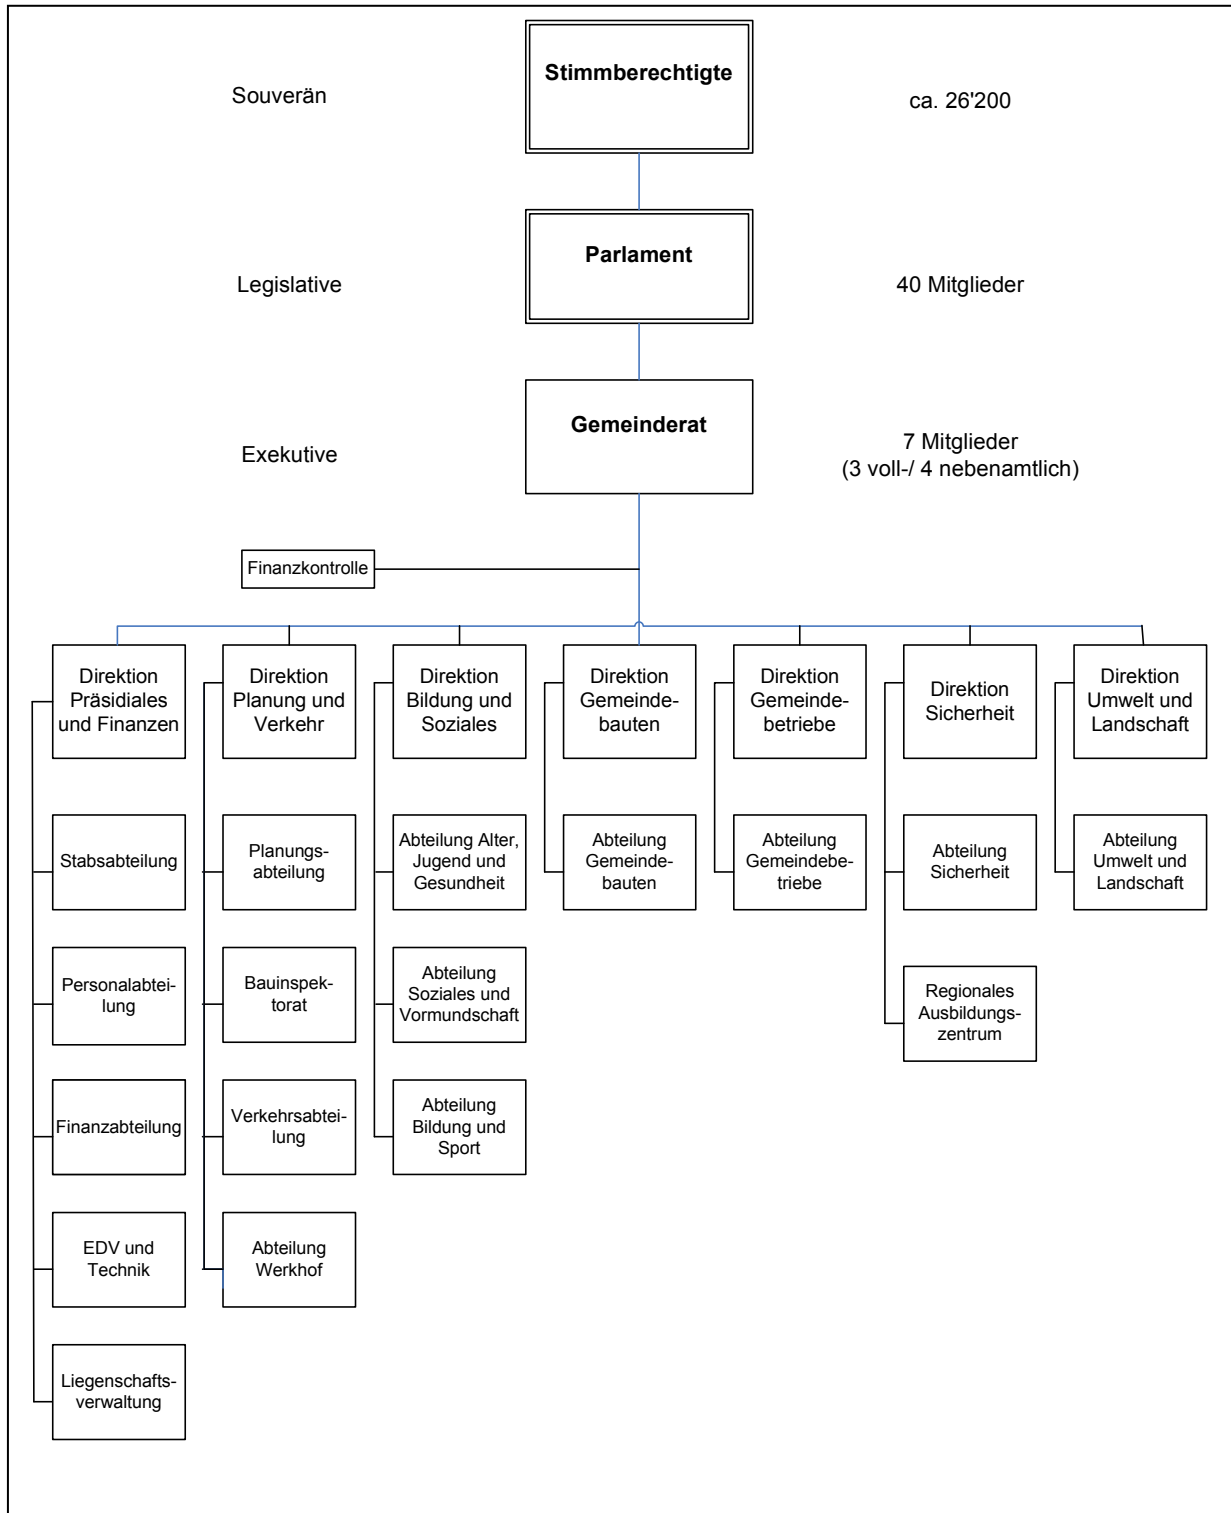 Stimmberechtigte
Souverän
ca. 26'200
Parlament
Legislative
40 Mitglieder
Gemeinderat
Exekutive
7 Mitglieder
(3 voll-/ 4 nebenamtlich)
Finanzkontrolle
Direktion
Präsidiales
und Finanzen
Direktion
Planung und
Verkehr
Direktion
Bildung und
Soziales
Direktion
Gemeinde-
bauten
Direktion
Gemeinde-
betriebe
Direktion
Sicherheit
Direktion
Umwelt und
Landschaft
Stabsabteilung
Planungs-
abteilung
Abteilung Alter,
Jugend und
Gesundheit
Abteilung
Gemeinde-
bauten
Abteilung
Gemeindebe-
triebe
Abteilung
Sicherheit
Abteilung
Umwelt und
Landschaft
Personalabtei-
lung
Bauinspek-
torat
Abteilung
Soziales und
Vormundschaft
Regionales
Ausbildungs-
zentrum
Finanzabteilung
Verkehrsabtei-
lung
Abteilung
Bildung und
Sport
EDV und
Technik
Abteilung
Werkhof
Liegenschafts-
verwaltung